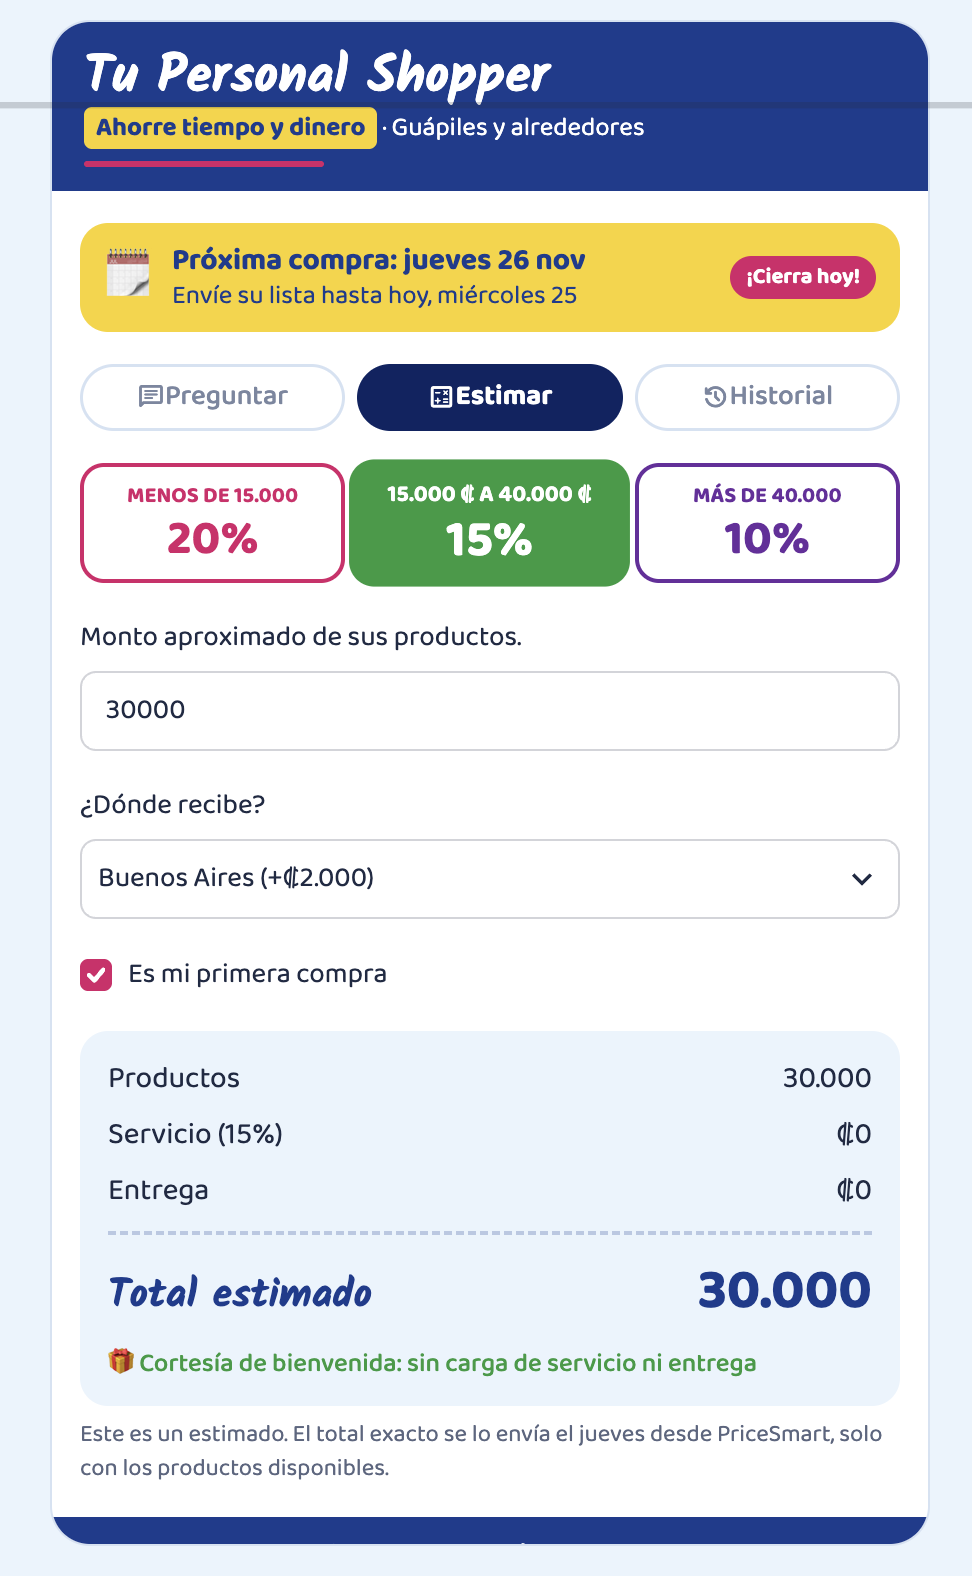 Tu Personal Shopper
Ahorre tiempo y dinero · Guápiles y alrededores
Próxima compra: jueves 26 nov
Envíe su lista hasta hoy, miércoles 25
¡Cierra hoy!
Preguntar
Estimar
Historial
MENOS DE 15.000
20%
15.000 ₡ A 40.000 ₡
15%
MÁS DE 40.000
10%
Monto aproximado de sus productos.
30000
¿Dónde recibe?
Buenos Aires (+₡2.000)
Es mi primera compra
Productos 30.000
Servicio (15%) ₡0
Entrega ₡0
Total estimado 30.000
Cortesía de bienvenida: sin carga de servicio ni entrega
Este es un estimado. El total exacto se lo envía el jueves desde PriceSmart, solo
con los productos disponibles.